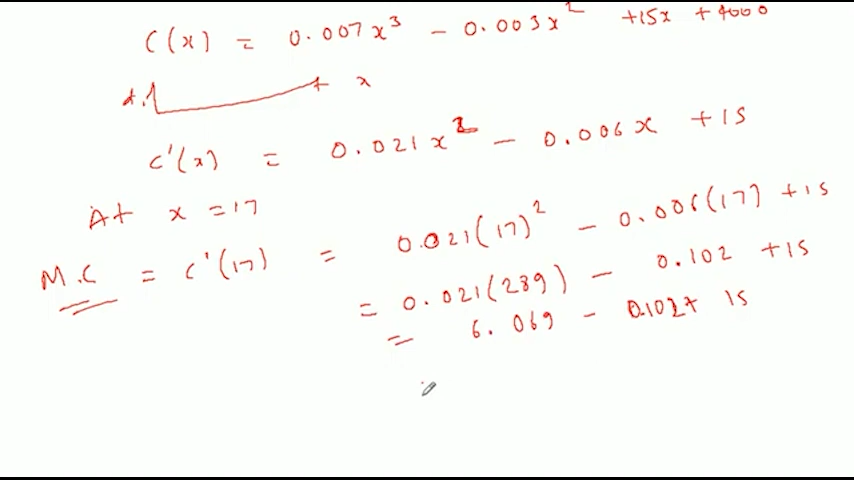 C(x) = 0.007x³ - 0.003x² +15x + 4000
x
C'(x) = 0.021x² - 0.006x + 15
At x = 17
M.C = C'(17) = 0.021(17)² - 0.006(17) + 15
= 0.021(289) - 0.102 + 15
= 6.069 - 0.102+ 15